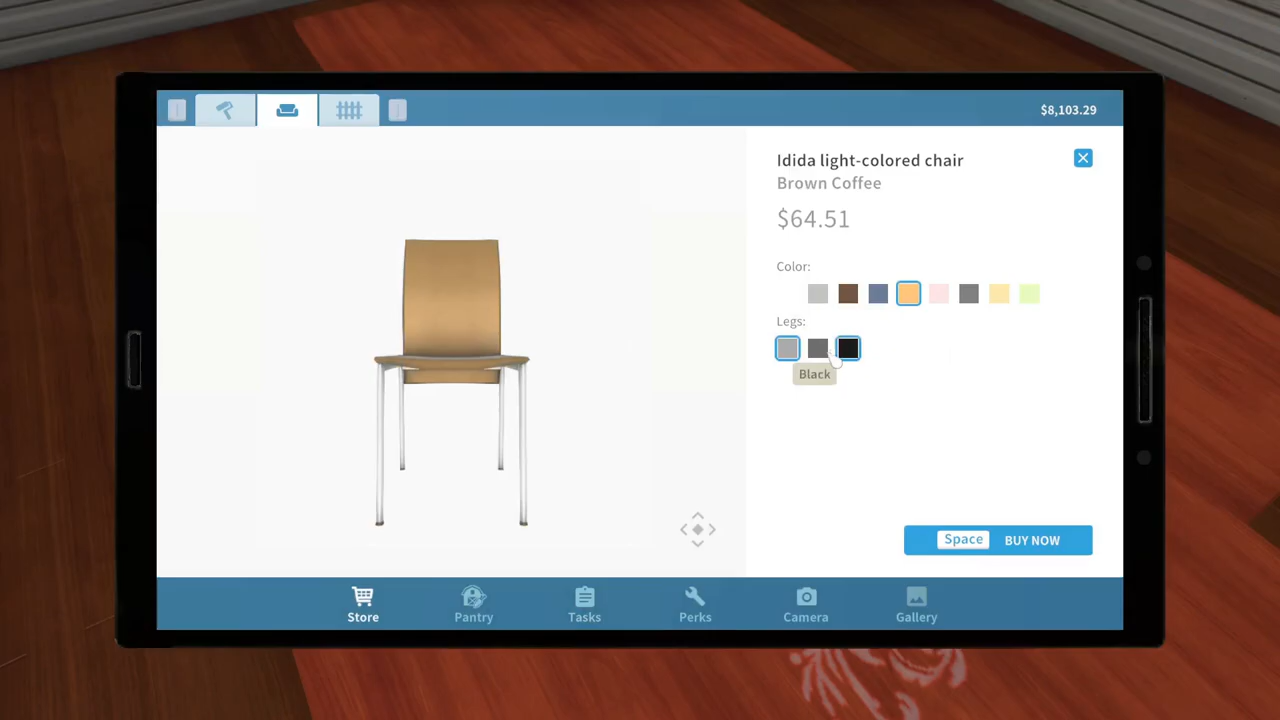 $8,103.29
Idida light-colored chair
Brown Coffee
$64.51
Color:
Legs:
Black
Space BUY NOW
Store Pantry Tasks Perks Camera Gallery